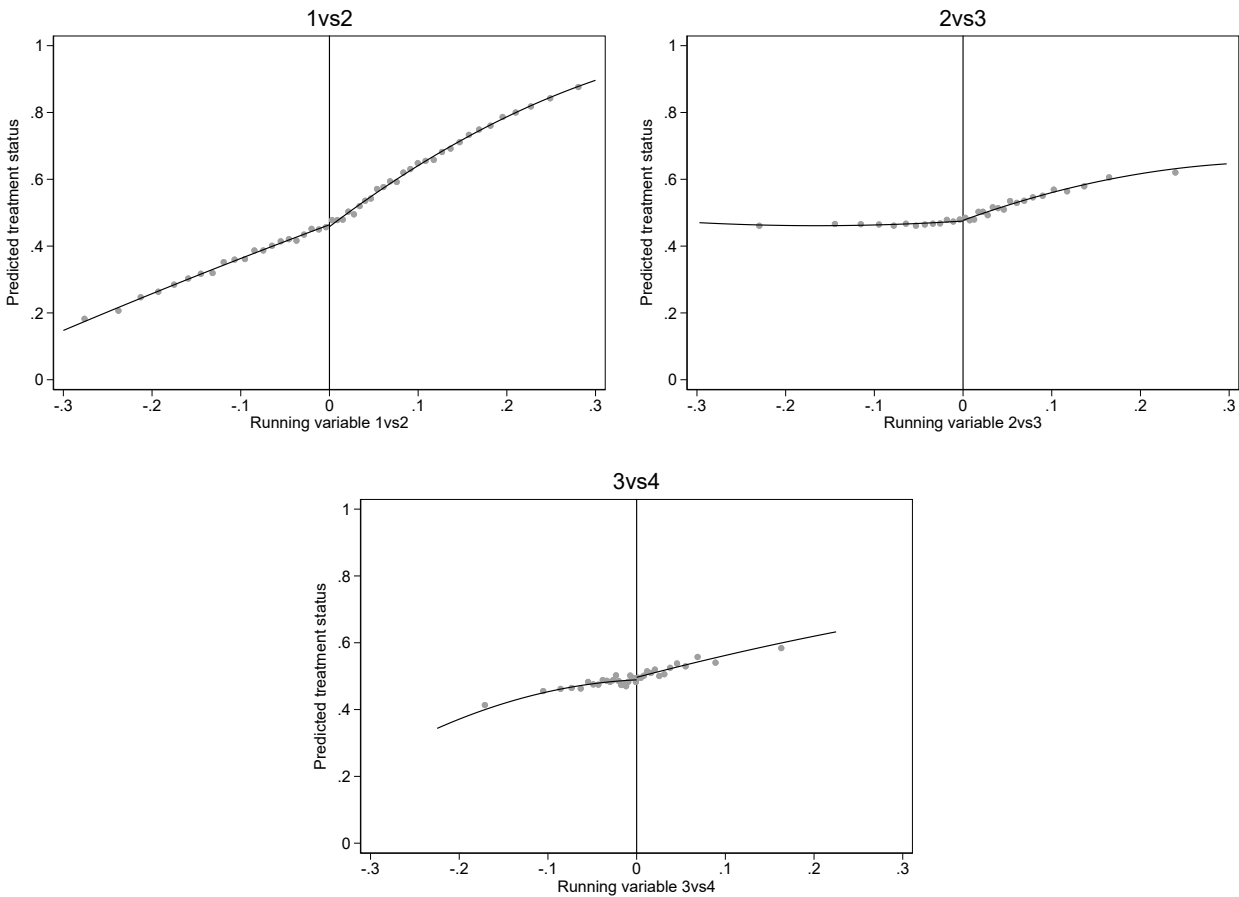 1vs2
Predicted treatment status
1
.8
.6
.4
.2
0
-.3 -.2 -.1 0 .1 .2 .3
Running variable 1vs2
2vs3
Predicted treatment status
1
.8
.6
.4
.2
0
-.3 -.2 -.1 0 .1 .2 .3
Running variable 2vs3
3vs4
Predicted treatment status
1
.8
.6
.4
.2
0
-.3 -.2 -.1 0 .1 .2 .3
Running variable 3vs4